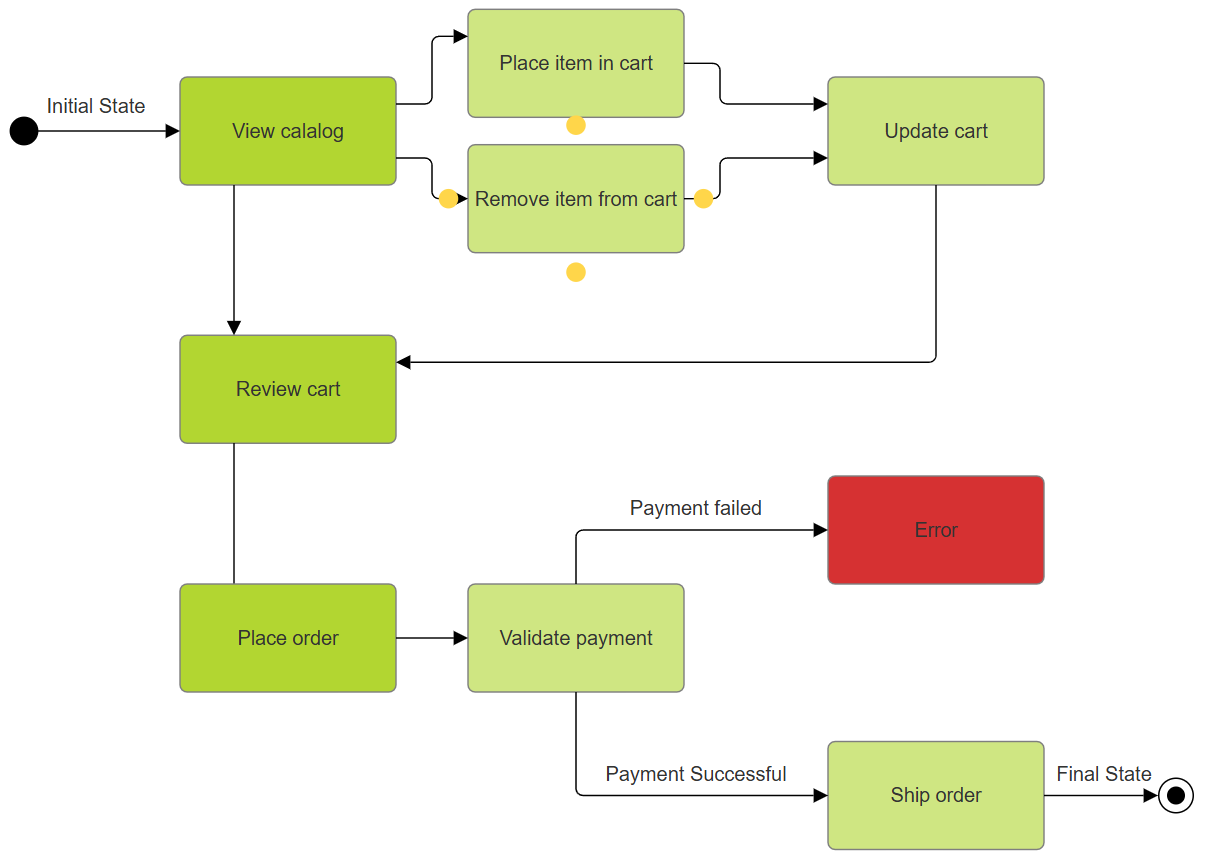 Initial State
View calalog
Place item in cart
Remove item from cart
Update cart
Review cart
Payment failed
Error
Place order
Validate payment
Payment Successful
Ship order
Final State